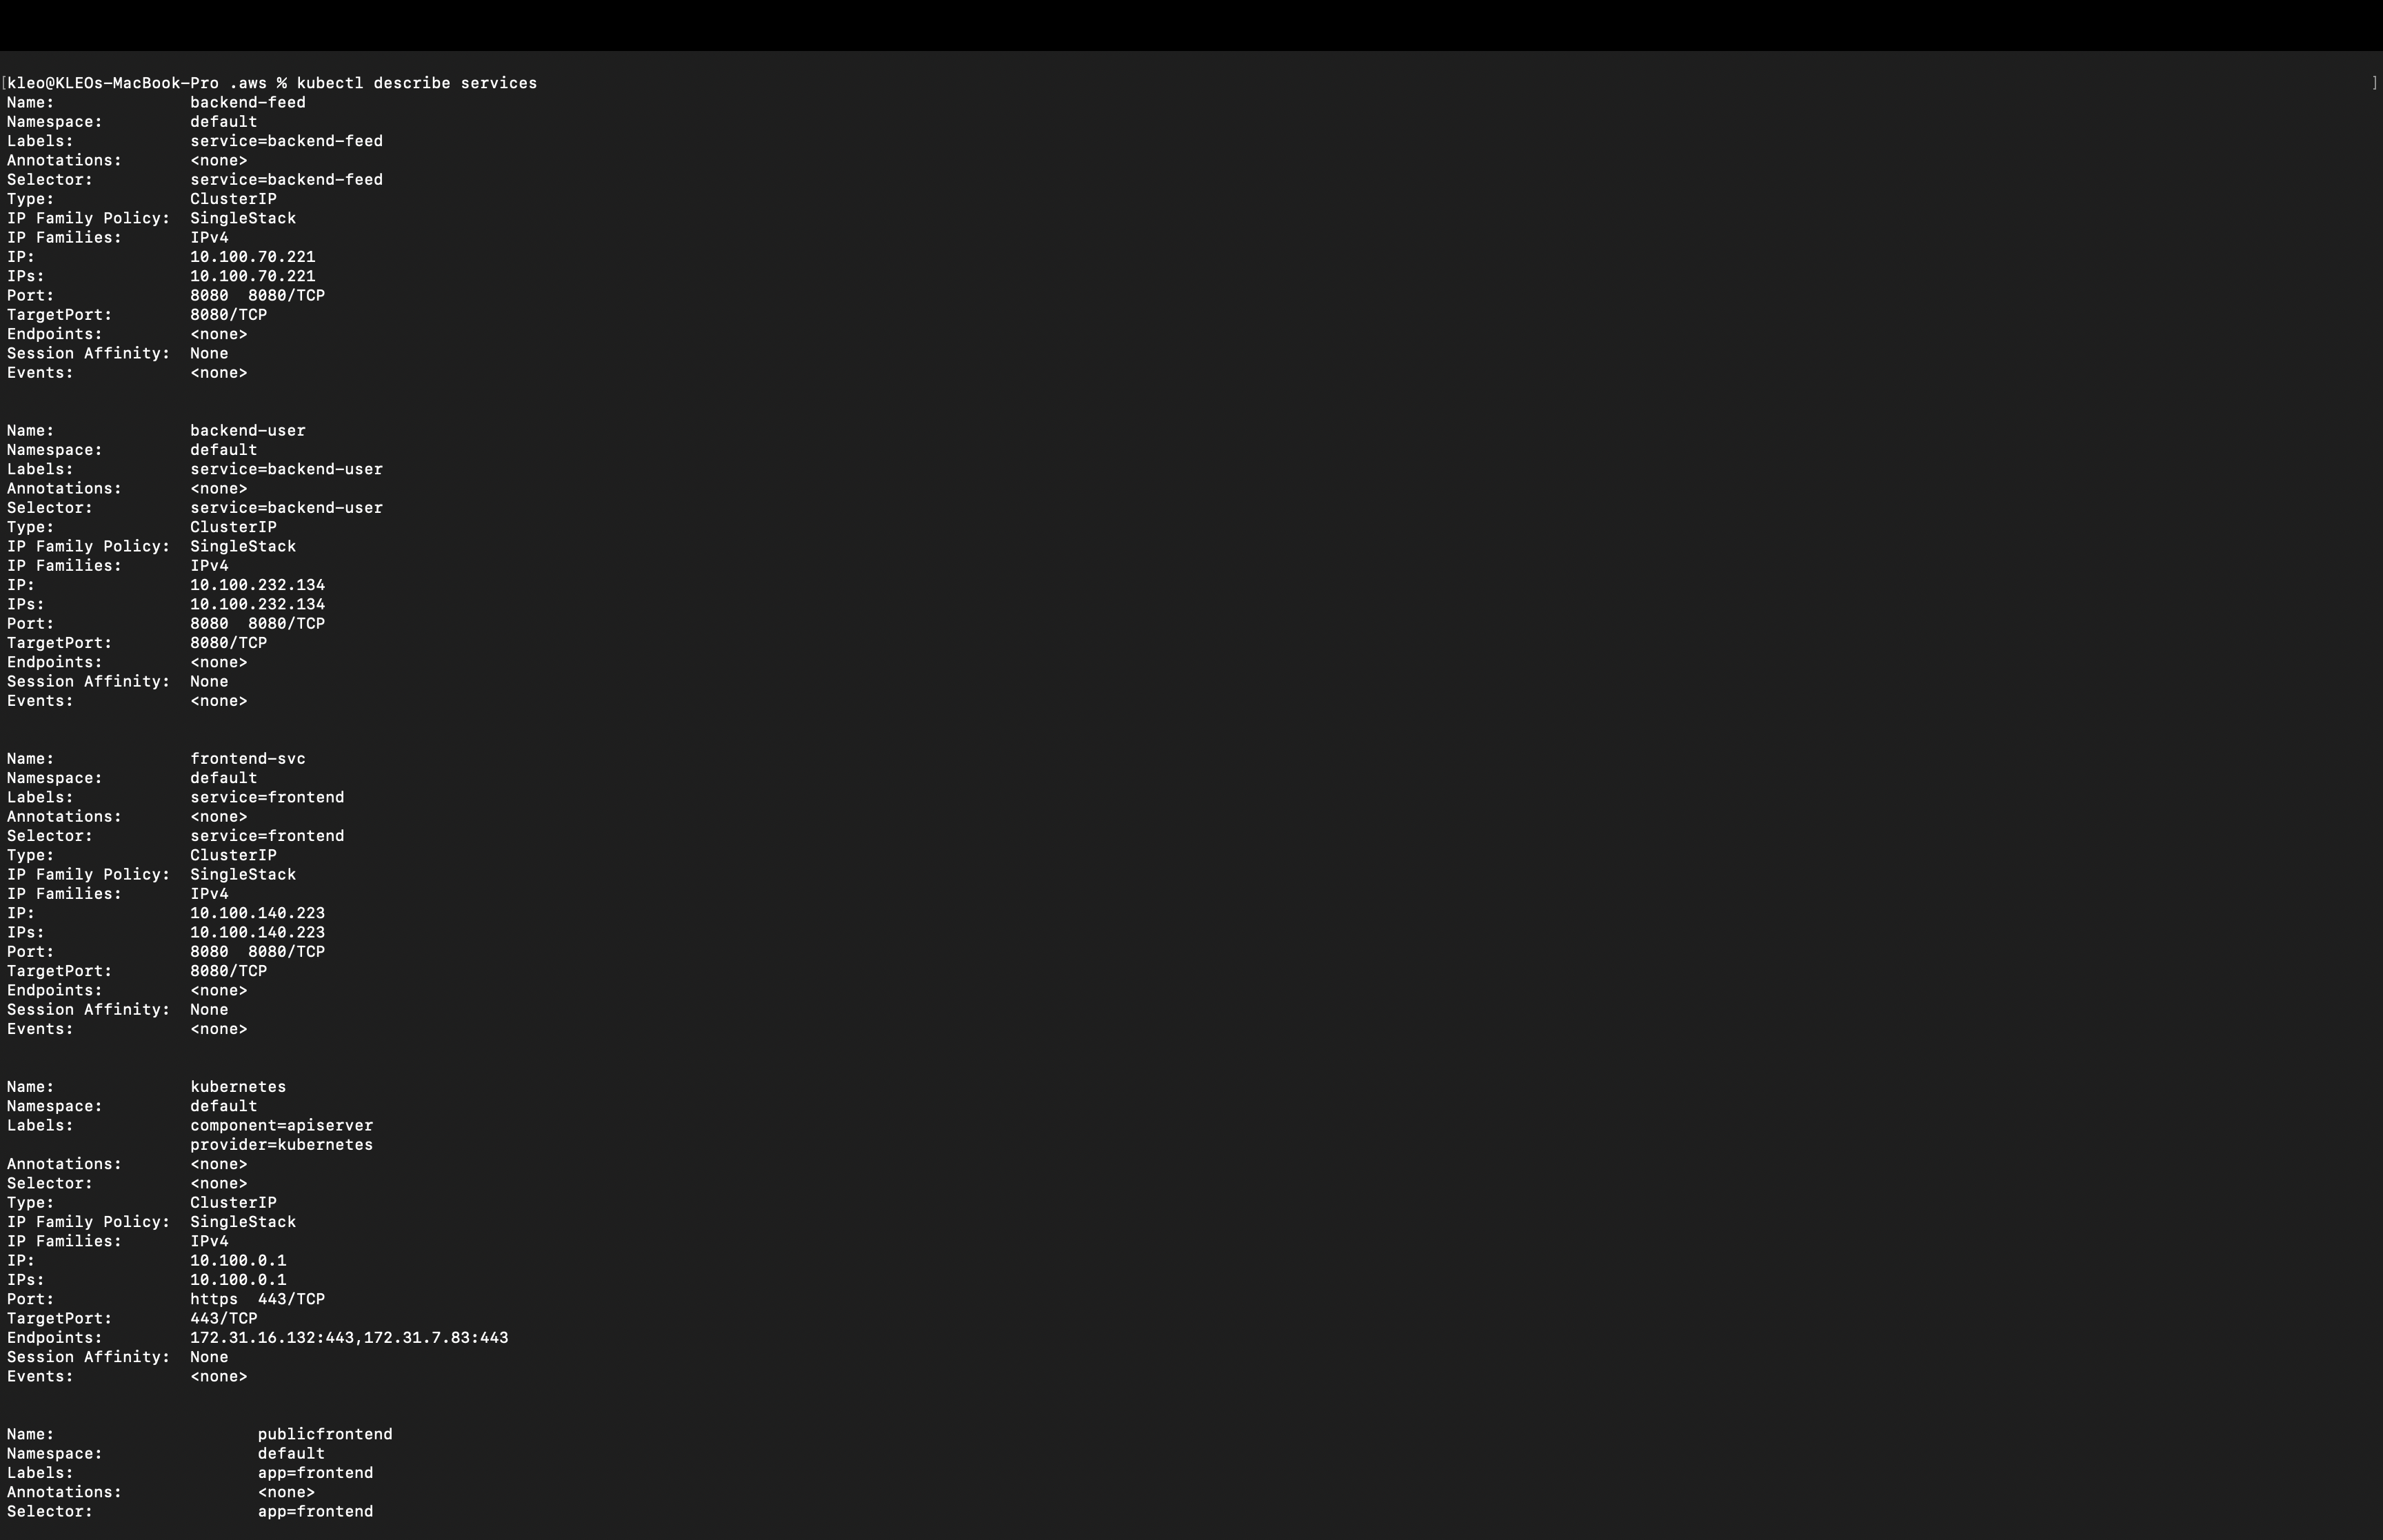 [kleo@KLEOs-MacBook-Pro .aws % kubectl describe services ]
Name:              backend-feed
Namespace:         default
Labels:            service=backend-feed
Annotations:       <none>
Selector:          service=backend-feed
Type:              ClusterIP
IP Family Policy:  SingleStack
IP Families:       IPv4
IP:                10.100.70.221
IPs:               10.100.70.221
Port:              8080  8080/TCP
TargetPort:        8080/TCP
Endpoints:         <none>
Session Affinity:  None
Events:            <none>
Name:              backend-user
Namespace:         default
Labels:            service=backend-user
Annotations:       <none>
Selector:          service=backend-user
Type:              ClusterIP
IP Family Policy:  SingleStack
IP Families:       IPv4
IP:                10.100.232.134
IPs:               10.100.232.134
Port:              8080  8080/TCP
TargetPort:        8080/TCP
Endpoints:         <none>
Session Affinity:  None
Events:            <none>
Name:              frontend-svc
Namespace:         default
Labels:            service=frontend
Annotations:       <none>
Selector:          service=frontend
Type:              ClusterIP
IP Family Policy:  SingleStack
IP Families:       IPv4
IP:                10.100.140.223
IPs:               10.100.140.223
Port:              8080  8080/TCP
TargetPort:        8080/TCP
Endpoints:         <none>
Session Affinity:  None
Events:            <none>
Name:              kubernetes
Namespace:         default
Labels:            component=apiserver
                   provider=kubernetes
Annotations:       <none>
Selector:          <none>
Type:              ClusterIP
IP Family Policy:  SingleStack
IP Families:       IPv4
IP:                10.100.0.1
IPs:               10.100.0.1
Port:              https  443/TCP
TargetPort:        443/TCP
Endpoints:         172.31.16.132:443,172.31.7.83:443
Session Affinity:  None
Events:            <none>
Name:                     publicfrontend
Namespace:                default
Labels:                   app=frontend
Annotations:              <none>
Selector:                 app=frontend